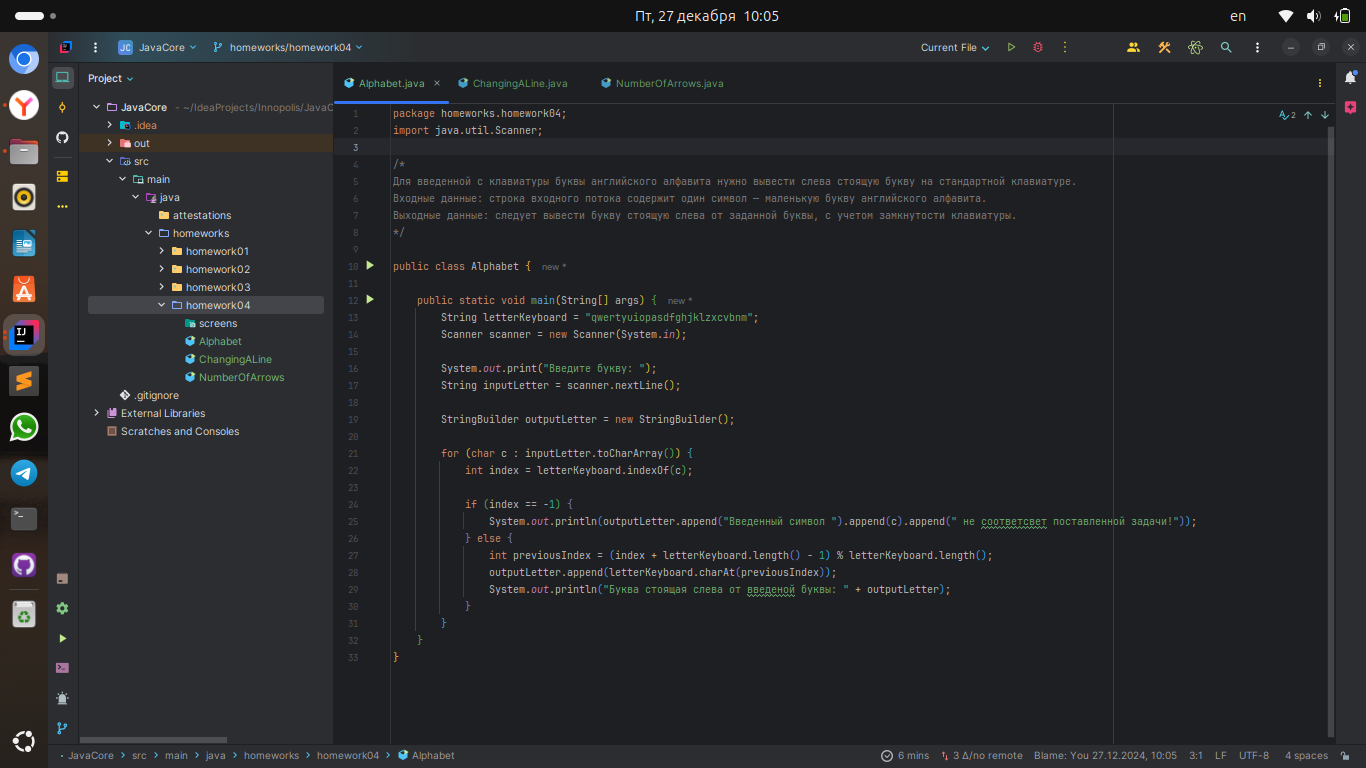 Пт, 27 декабря 10:05
en
JC JavaCore
homeworks/homework04
Current File
Project
Alphabet.java
ChangingALine.java
NumberOfArrows.java
JavaCore - ~/IdeaProjects/Innopolis/JavaC
.idea
out
src
main
java
attestations
homeworks
homework01
homework02
homework03
homework04
screens
Alphabet
ChangingALine
NumberOfArrows
.gitignore
External Libraries
Scratches and Consoles
2
1 package homeworks.homework04;
2 import java.util.Scanner;
3
4 /*
5 Для введенной с клавиатуры буквы английского алфавита нужно вывести слева стоящую букву на стандартной клавиатуре.
6 Входные данные: строка входного потока содержит один символ — маленькую букву английского алфавита.
7 Выходные данные: следует вывести букву стоящую слева от заданной буквы, с учетом замкнутости клавиатуры.
8 */
9
10 public class Alphabet { new *
11
12 public static void main(String[] args) { new *
13 String letterKeyboard = "qwertyuiopasdfghjklzxcvbnm";
14 Scanner scanner = new Scanner(System.in);
15
16 System.out.print("Введите букву: ");
17 String inputLetter = scanner.nextLine();
18
19 StringBuilder outputLetter = new StringBuilder();
20
21 for (char c : inputLetter.toCharArray()) {
22 int index = letterKeyboard.indexOf(c);
23
24 if (index == -1) {
25 System.out.println(outputLetter.append("Введенный символ ").append(c).append(" не соответсвет поставленной задачи!"));
26 } else {
27 int previousIndex = (index + letterKeyboard.length() - 1) % letterKeyboard.length();
28 outputLetter.append(letterKeyboard.charAt(previousIndex));
29 System.out.println("Буква стоящая слева от введеной буквы: " + outputLetter);
30 }
31 }
32 }
33 }
JavaCore > src > main > java > homeworks > homework04 > Alphabet
6 mins
3 Δ/no remote
Blame: You 27.12.2024, 10:05
3:1
LF
UTF-8
4 spaces